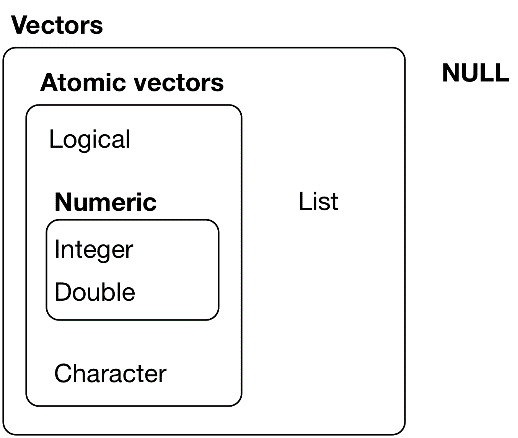 Vectors
Atomic vectors
NULL
Logical
Numeric
List
Integer
Double
Character